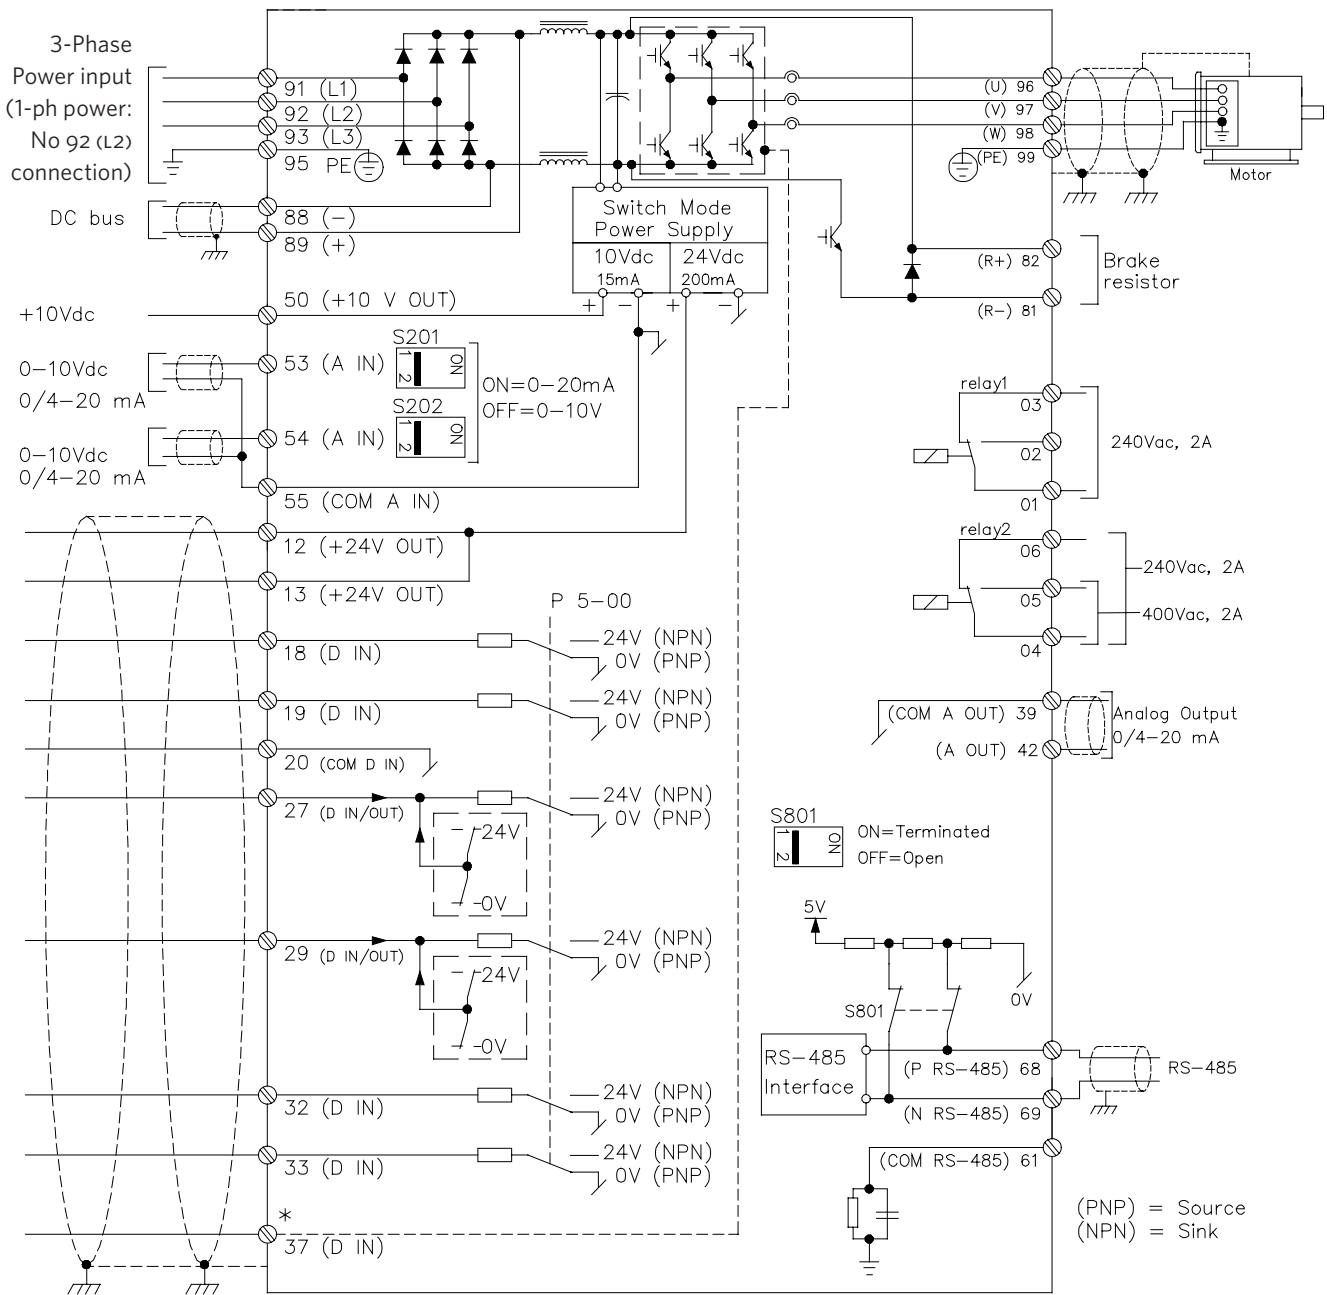 3-Phase
Power input
(1-ph power:
No 92 (L2)
connection)
91 (L1)
92 (L2)
93 (L3)
95 PE
DC bus
88 (−)
89 (+)
+10Vdc
50 (+10 V OUT)
0−10Vdc
0/4−20 mA
53 (A IN)
S201
1 2
ON
ON=0−20mA
OFF=0−10V
S202
1 2
ON
0−10Vdc
0/4−20 mA
54 (A IN)
55 (COM A IN)
12 (+24V OUT)
13 (+24V OUT)
P 5-00
18 (D IN)
24V (NPN)
0V (PNP)
19 (D IN)
24V (NPN)
0V (PNP)
20 (COM D IN)
27 (D IN/OUT)
24V (NPN)
0V (PNP)
24V
0V
29 (D IN/OUT)
24V (NPN)
0V (PNP)
24V
0V
32 (D IN)
24V (NPN)
0V (PNP)
33 (D IN)
24V (NPN)
0V (PNP)
*
37 (D IN)
Switch Mode
Power Supply
10Vdc
15mA
24Vdc
200mA
+ − + −
(U) 96
(V) 97
(W) 98
(PE) 99
Motor
(R+) 82
Brake
resistor
(R−) 81
relay1
03
02
240Vac, 2A
01
relay2
06
240Vac, 2A
05
400Vac, 2A
04
(COM A OUT) 39
Analog Output
0/4−20 mA
(A OUT) 42
S801
1 2
ON
ON=Terminated
OFF=Open
5V
0V
S801
RS-485
Interface
(P RS-485) 68
RS-485
(N RS-485) 69
(COM RS-485) 61
(PNP) = Source
(NPN) = Sink